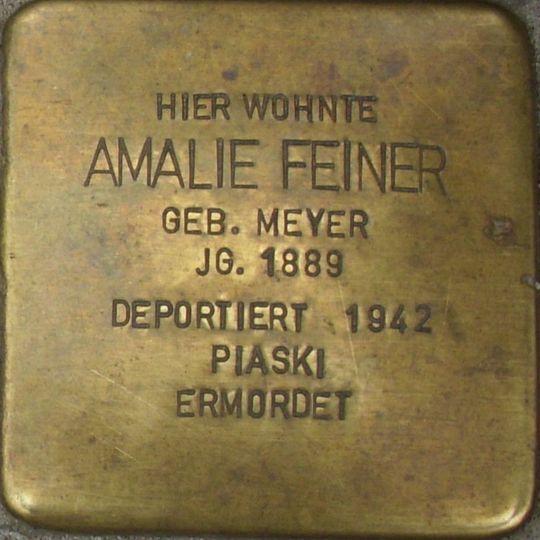 HIER WOHNTE
AMALIE FEINER
GEB. MEYER
JG. 1889
DEPORTIERT 1942
PIASKI
ERMORDET